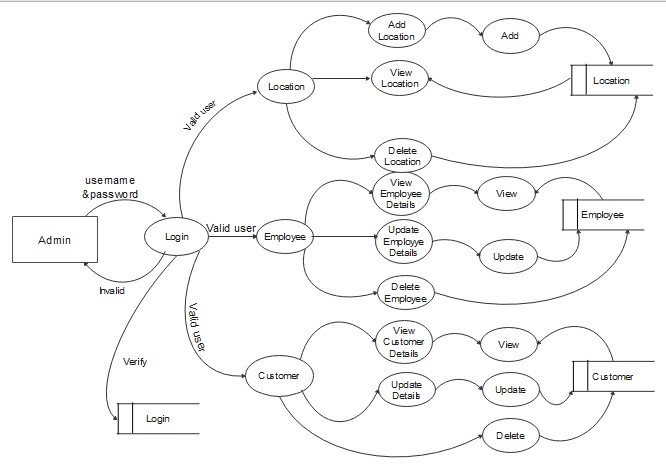 Add
Location
Add
View
Location
Location
Location
Valid user
Delete
Location
username
&password
View
Employee
Details
View
Employee
Admin
Login
Valid user
Employee
Update
Employye
Details
Update
Invalid
Delete
Employee
Valid user
View
Customer
Details
View
Verify
Customer
Customer
Update
Details
Update
Login
Delete